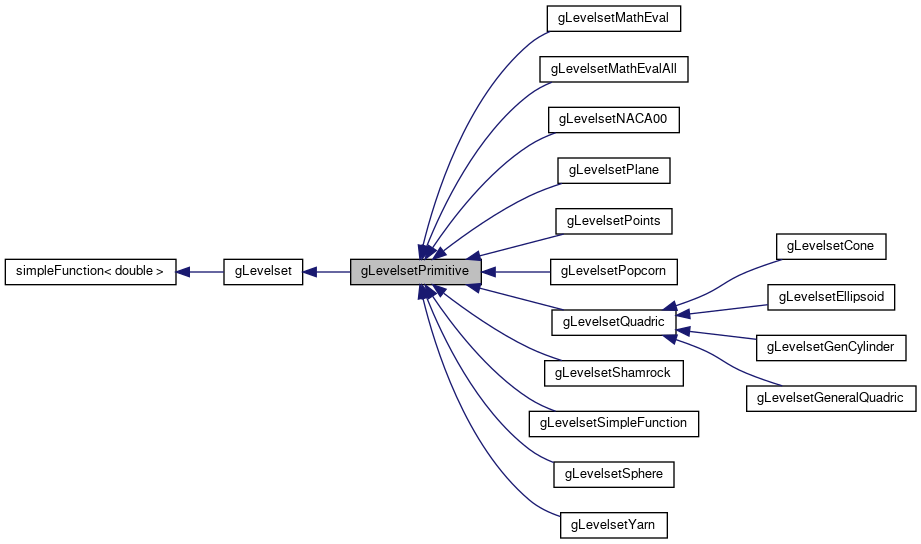 gLevelsetMathEval
gLevelsetMathEvalAll
gLevelsetNACA00
gLevelsetPlane
gLevelsetPoints
gLevelsetCone
simpleFunction< double >
gLevelset
gLevelsetPrimitive
gLevelsetPopcorn
gLevelsetEllipsoid
gLevelsetQuadric
gLevelsetGenCylinder
gLevelsetShamrock
gLevelsetGeneralQuadric
gLevelsetSimpleFunction
gLevelsetSphere
gLevelsetYarn